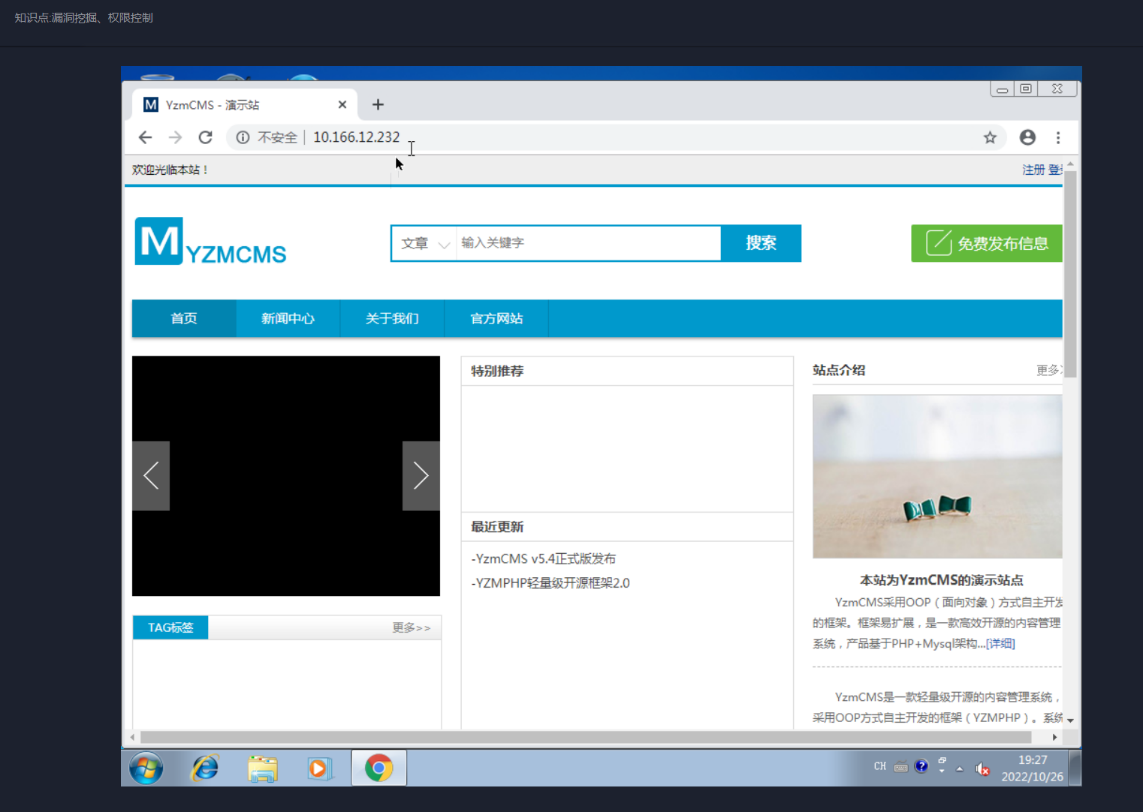 知识点:漏洞挖掘、权限控制
YzmCMS - 演示站
不安全 | 10.166.12.232
欢迎光临本站！
注册 登
M YZMCMS
文章 输入关键字 搜索
免费发布信息
首页 新闻中心 关于我们 官方网站
特别推荐
站点介绍 更多
最近更新
-YzmCMS v5.4正式版发布
-YZMPHP轻量级开源框架2.0
本站为YzmCMS的演示站点
YzmCMS采用OOP（面向对象）方式自主开发
的框架。框架易扩展，是一款高效开源的内容管理
系统，产品基于PHP+Mysql架构...[详细]
TAG标签 更多>>
YzmCMS是一款轻量级开源的内容管理系统，
采用OOP方式自主开发的框架（YZMPHP）。系统
CH
19:27
2022/10/26